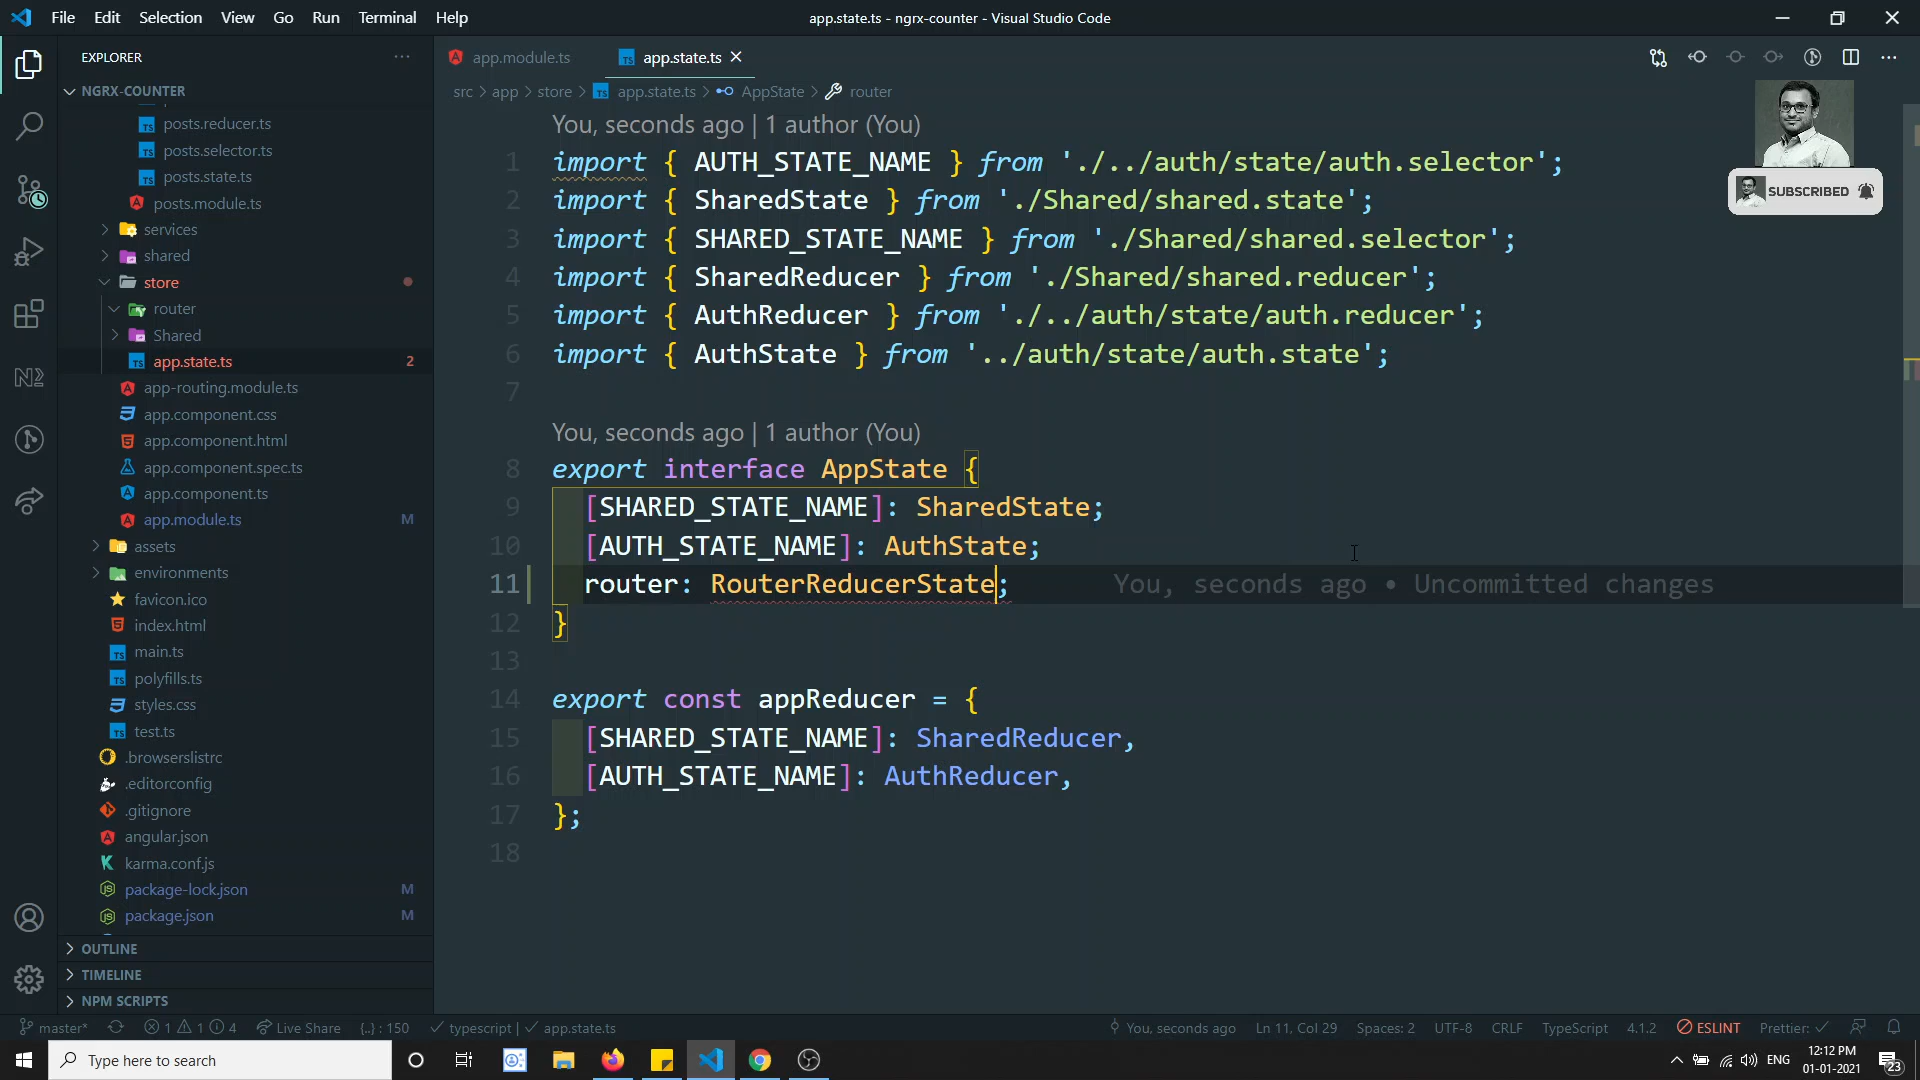 File Edit Selection View Go Run Terminal Help
app.state.ts - ngrx-counter - Visual Studio Code
EXPLORER
NGRX-COUNTER
posts.reducer.ts
posts.selector.ts
posts.state.ts
posts.module.ts
services
shared
store
router
Shared
app.state.ts 2
app-routing.module.ts
app.component.css
app.component.html
app.component.spec.ts
app.component.ts
app.module.ts M
assets
environments
favicon.ico
index.html
main.ts
polyfills.ts
styles.css
test.ts
.browserslistrc
.editorconfig
.gitignore
angular.json
karma.conf.js
package-lock.json M
package.json M
OUTLINE
TIMELINE
NPM SCRIPTS
app.module.ts app.state.ts
src > app > store > TS app.state.ts > AppState > router
SUBSCRIBED
You, seconds ago | 1 author (You)
1 import { AUTH_STATE_NAME } from './../auth/state/auth.selector';
2 import { SharedState } from './Shared/shared.state';
3 import { SHARED_STATE_NAME } from './Shared/shared.selector';
4 import { SharedReducer } from './Shared/shared.reducer';
5 import { AuthReducer } from './../auth/state/auth.reducer';
6 import { AuthState } from '../auth/state/auth.state';
7
You, seconds ago | 1 author (You)
8 export interface AppState {
9 [SHARED_STATE_NAME]: SharedState;
10 [AUTH_STATE_NAME]: AuthState;
11 router: RouterReducerState; You, seconds ago • Uncommitted changes
12 }
13
14 export const appReducer = {
15 [SHARED_STATE_NAME]: SharedReducer,
16 [AUTH_STATE_NAME]: AuthReducer,
17 };
18
master* 1 1 4 Live Share {..} : 150 typescript | app.state.ts You, seconds ago Ln 11, Col 29 Spaces: 2 UTF-8 CRLF TypeScript 4.1.2 ESLINT Prettier:
Type here to search
ENG
12:12 PM
01-01-2021
23